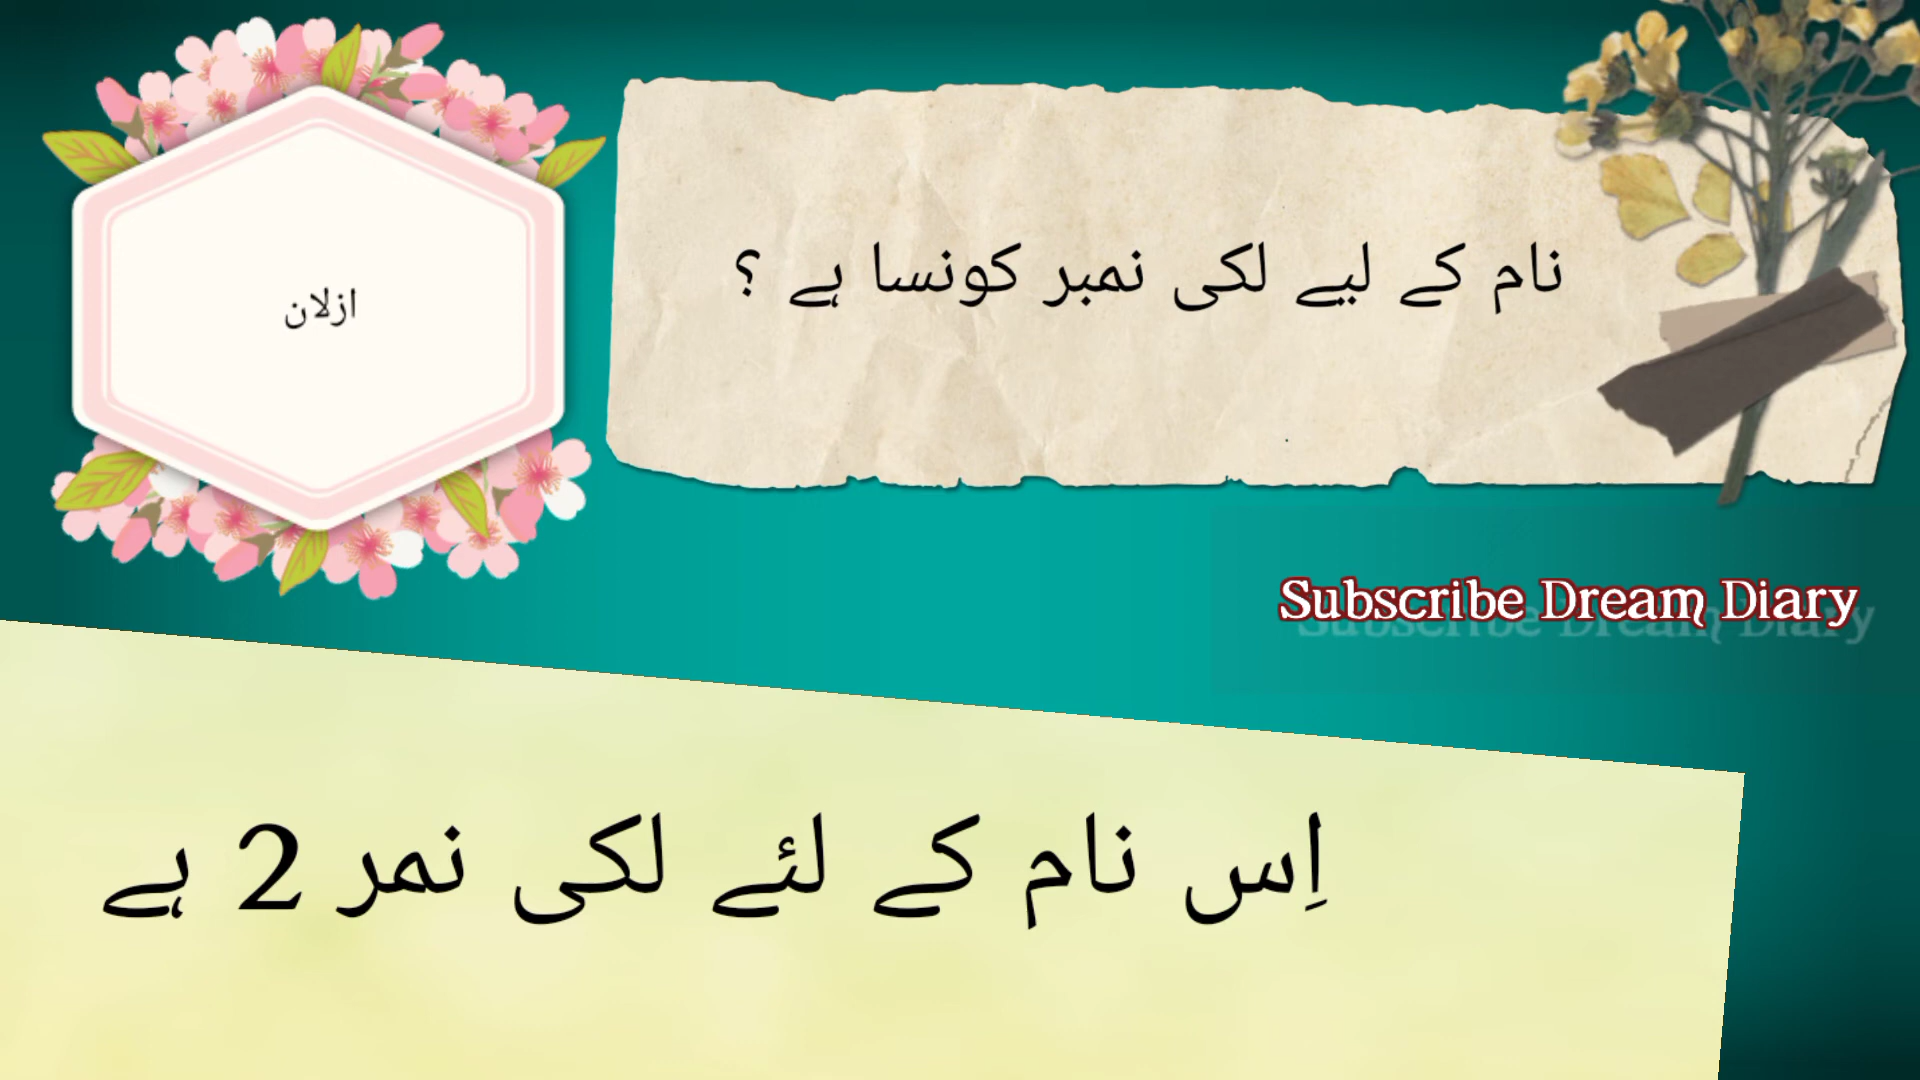 ازلان
نام کے لیے لکی نمبر کونسا ہے ؟
Subscribe Dream Diary
اِس نام کے لئے لکی نمر 2 ہے